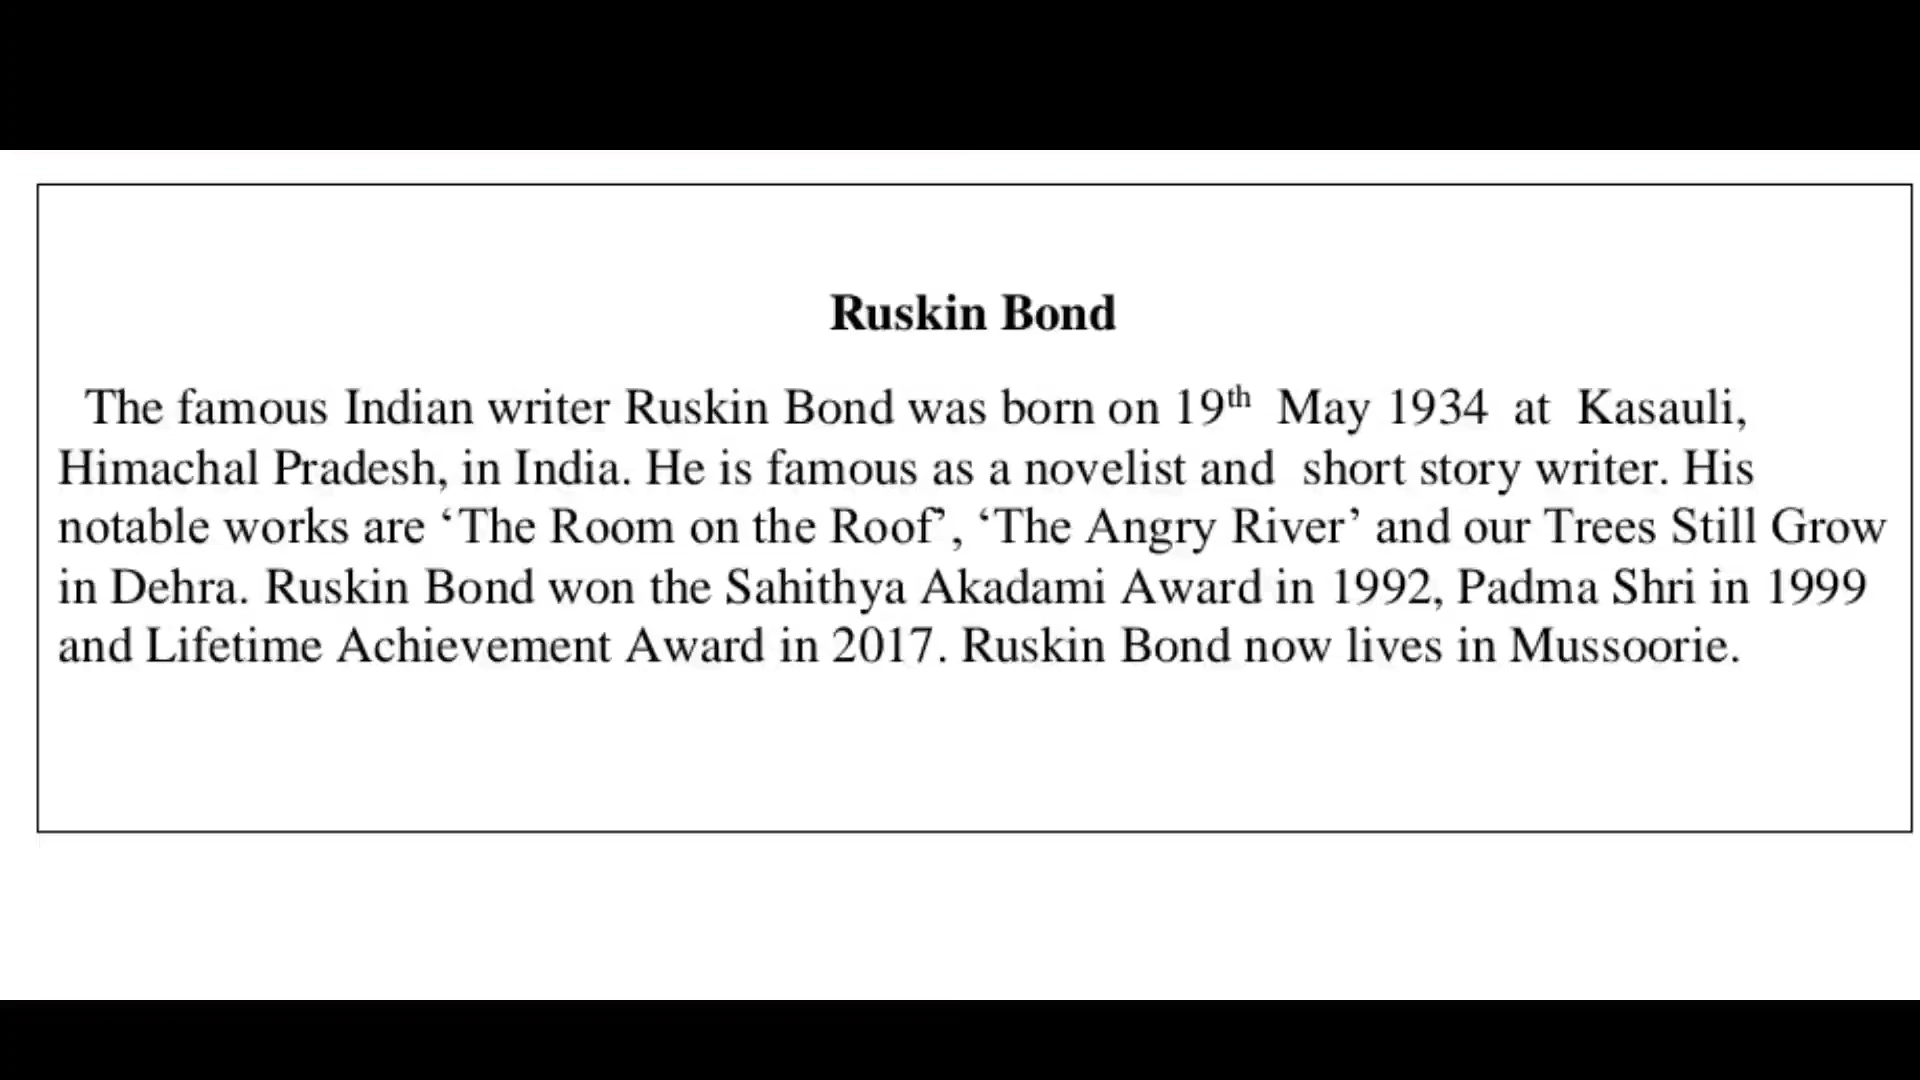 Ruskin Bond
The famous Indian writer Ruskin Bond was born on 19th May 1934 at Kasauli,
Himachal Pradesh, in India. He is famous as a novelist and short story writer. His
notable works are ‘The Room on the Roof’, ‘The Angry River’ and our Trees Still Grow
in Dehra. Ruskin Bond won the Sahithya Akadami Award in 1992, Padma Shri in 1999
and Lifetime Achievement Award in 2017. Ruskin Bond now lives in Mussoorie.